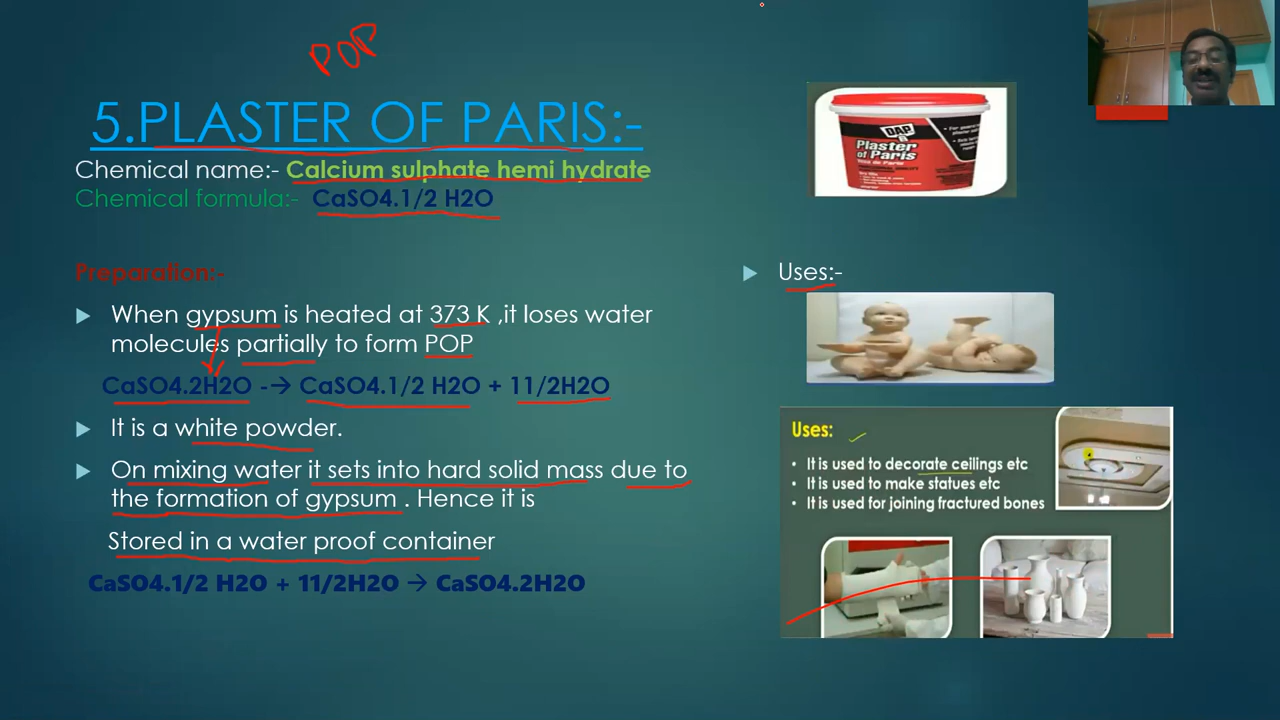 POP
5.PLASTER OF PARIS:-
Chemical name:- Calcium sulphate hemi hydrate
Chemical formula:- CaSO4.1/2 H2O
Preparation:-
When gypsum is heated at 373 K ,it loses water
molecules partially to form POP
CaSO4.2H2O -→ CaSO4.1/2 H2O + 11/2H2O
It is a white powder.
On mixing water it sets into hard solid mass due to
the formation of gypsum . Hence it is
Stored in a water proof container
CaSO4.1/2 H2O + 11/2H2O → CaSO4.2H2O
DAP
Plaster
of Paris
Uses:-
Uses:
• It is used to decorate ceilings etc
• It is used to make statues etc
• It is used for joining fractured bones